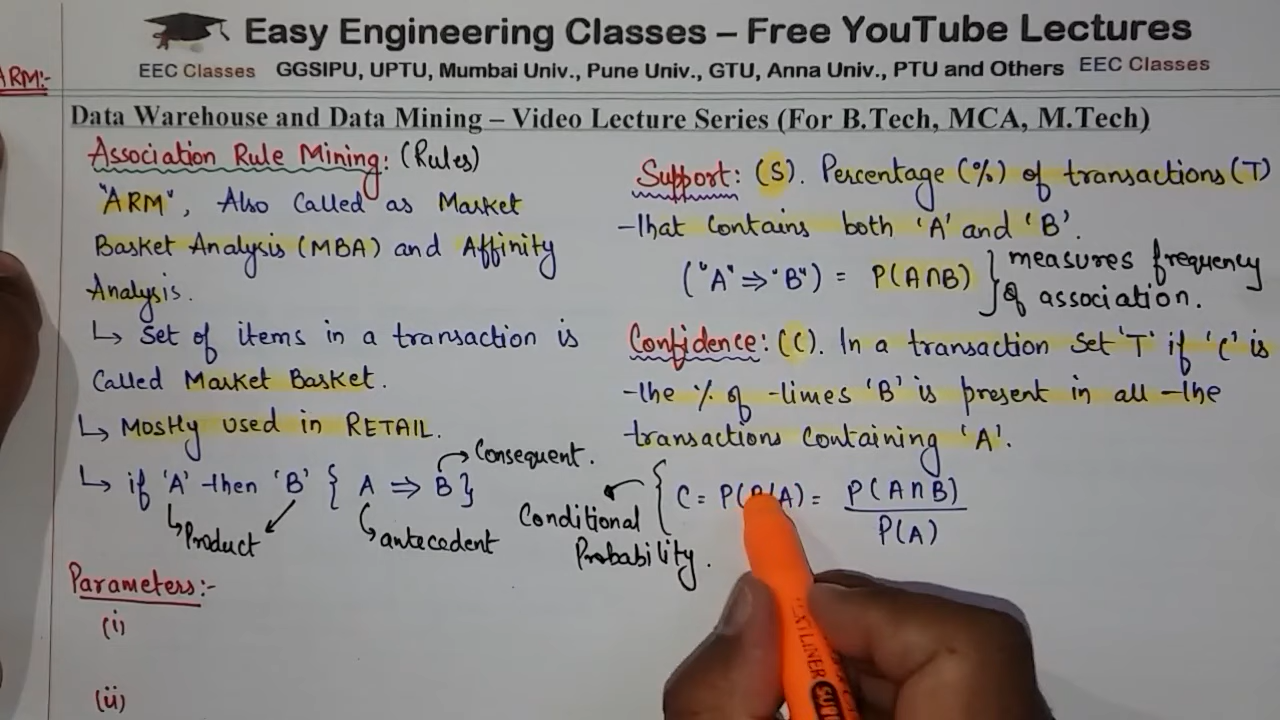 Easy Engineering Classes – Free YouTube Lectures
EEC Classes GGSIPU, UPTU, Mumbai Univ., Pune Univ., GTU, Anna Univ., PTU and Others EEC Classes
ARM:-
Data Warehouse and Data Mining – Video Lecture Series (For B.Tech, MCA, M.Tech)
Association Rule Mining: (Rules)
"ARM", Also Called as Market
Basket Analysis (MBA) and Affinity
Analysis.
↳ Set of items in a transaction is
Called Market Basket.
↳ Mostly used in RETAIL.
↳ if 'A' then 'B' { A ⇒ B }
Consequent.
Product
antecedent
Parameters:-
(i)
(ii)
Support: (S). Percentage (%) of transactions (T)
that contains both 'A' and 'B'.
("A" ⇒ "B") = P(A∩B) } measures frequency
of association.
Confidence: (C). In a transaction Set 'T' if 'C' is
the % of times 'B' is present in all the
transactions containing 'A'.
Conditional
Probability.
{ C = P(B/A) = P(A∩B)
P(A)